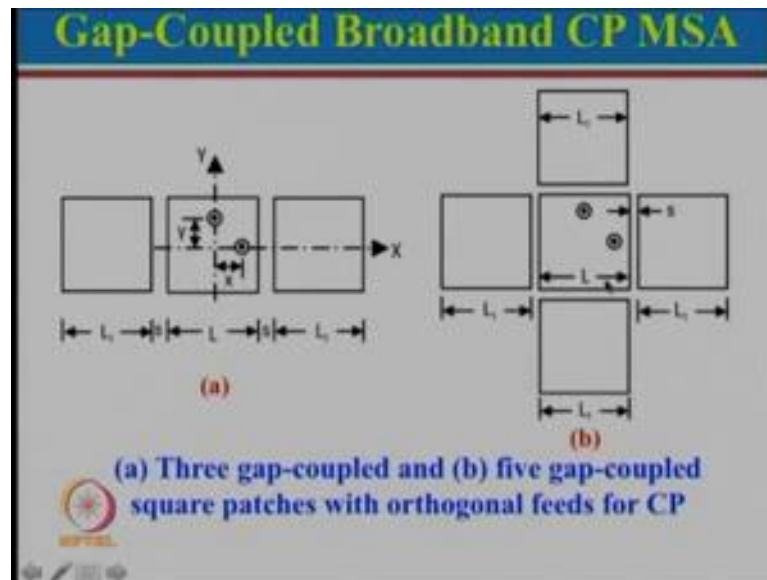 Gap-Coupled Broadband CP MSA
Y
Y
X
X
L₁ s L s L₁
(a)
L₁
s
L
L₁ L₁
L₁
(b)
(a) Three gap-coupled and (b) five gap-coupled
square patches with orthogonal feeds for CP
NPTEL